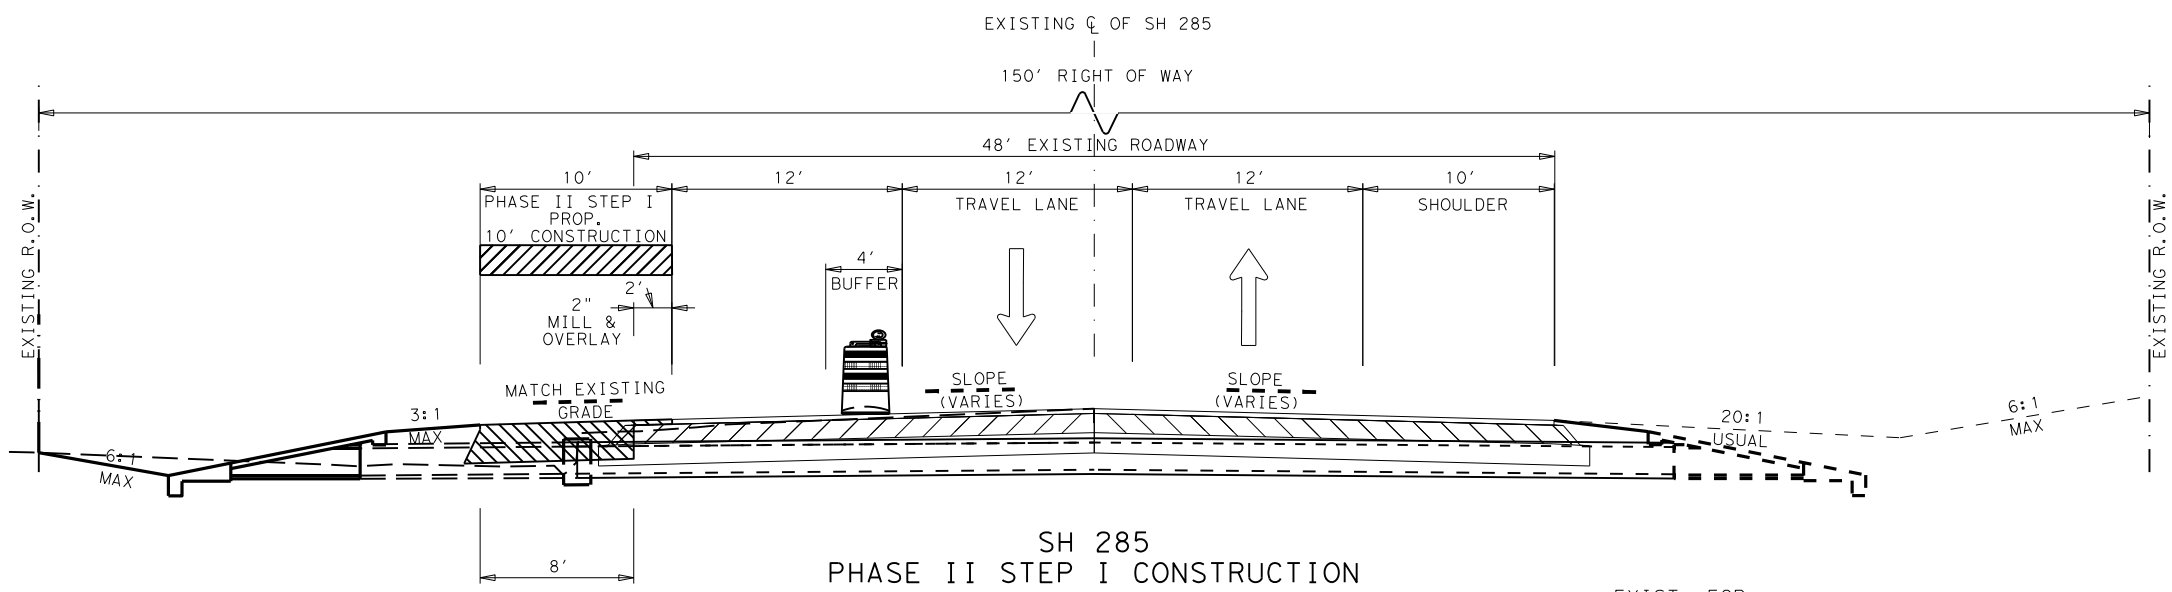 EXISTING ℄ OF SH 285
150' RIGHT OF WAY
48' EXISTING ROADWAY
10'
12'
12'
12'
10'
PHASE II STEP I
PROP.
10' CONSTRUCTION
TRAVEL LANE
TRAVEL LANE
SHOULDER
EXISTING R.O.W.
EXISTING R.O.W.
4'
BUFFER
2'
2"
MILL &
OVERLAY
MATCH EXISTING
GRADE
SLOPE
(VARIES)
SLOPE
(VARIES)
3:1
MAX
6:1
MAX
20:1
USUAL
6:1
MAX
8'
SH 285
PHASE II STEP I CONSTRUCTION